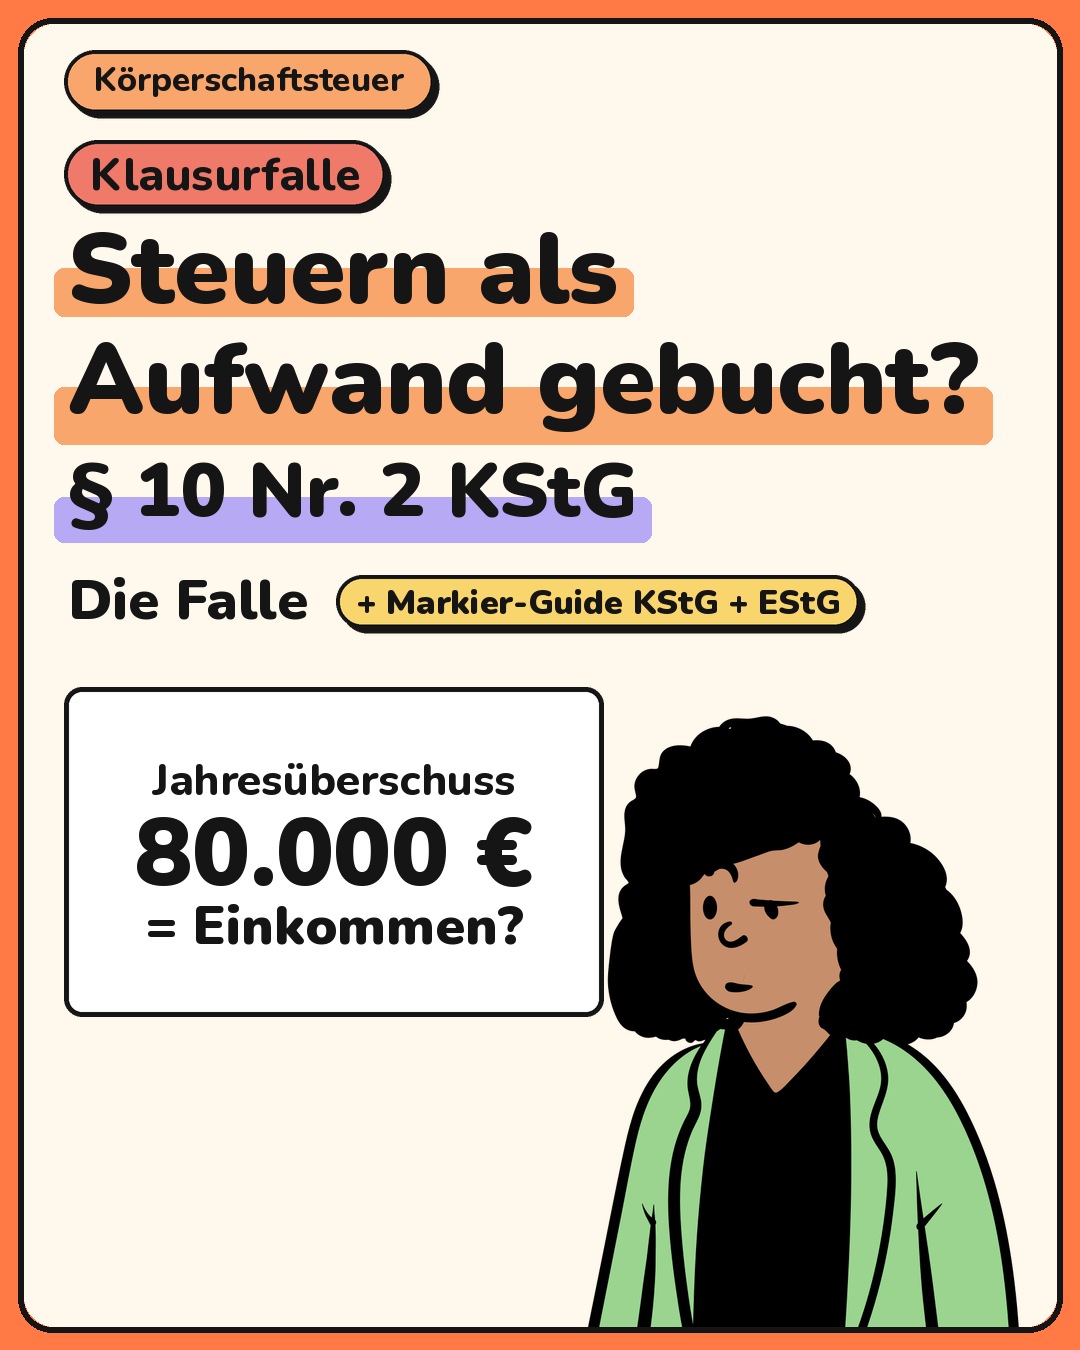 Körperschaftsteuer
Klausurfalle
Steuern als
Aufwand gebucht?
§ 10 Nr. 2 KStG
Die Falle + Markier-Guide KStG + EStG
Jahresüberschuss
80.000 €
= Einkommen?